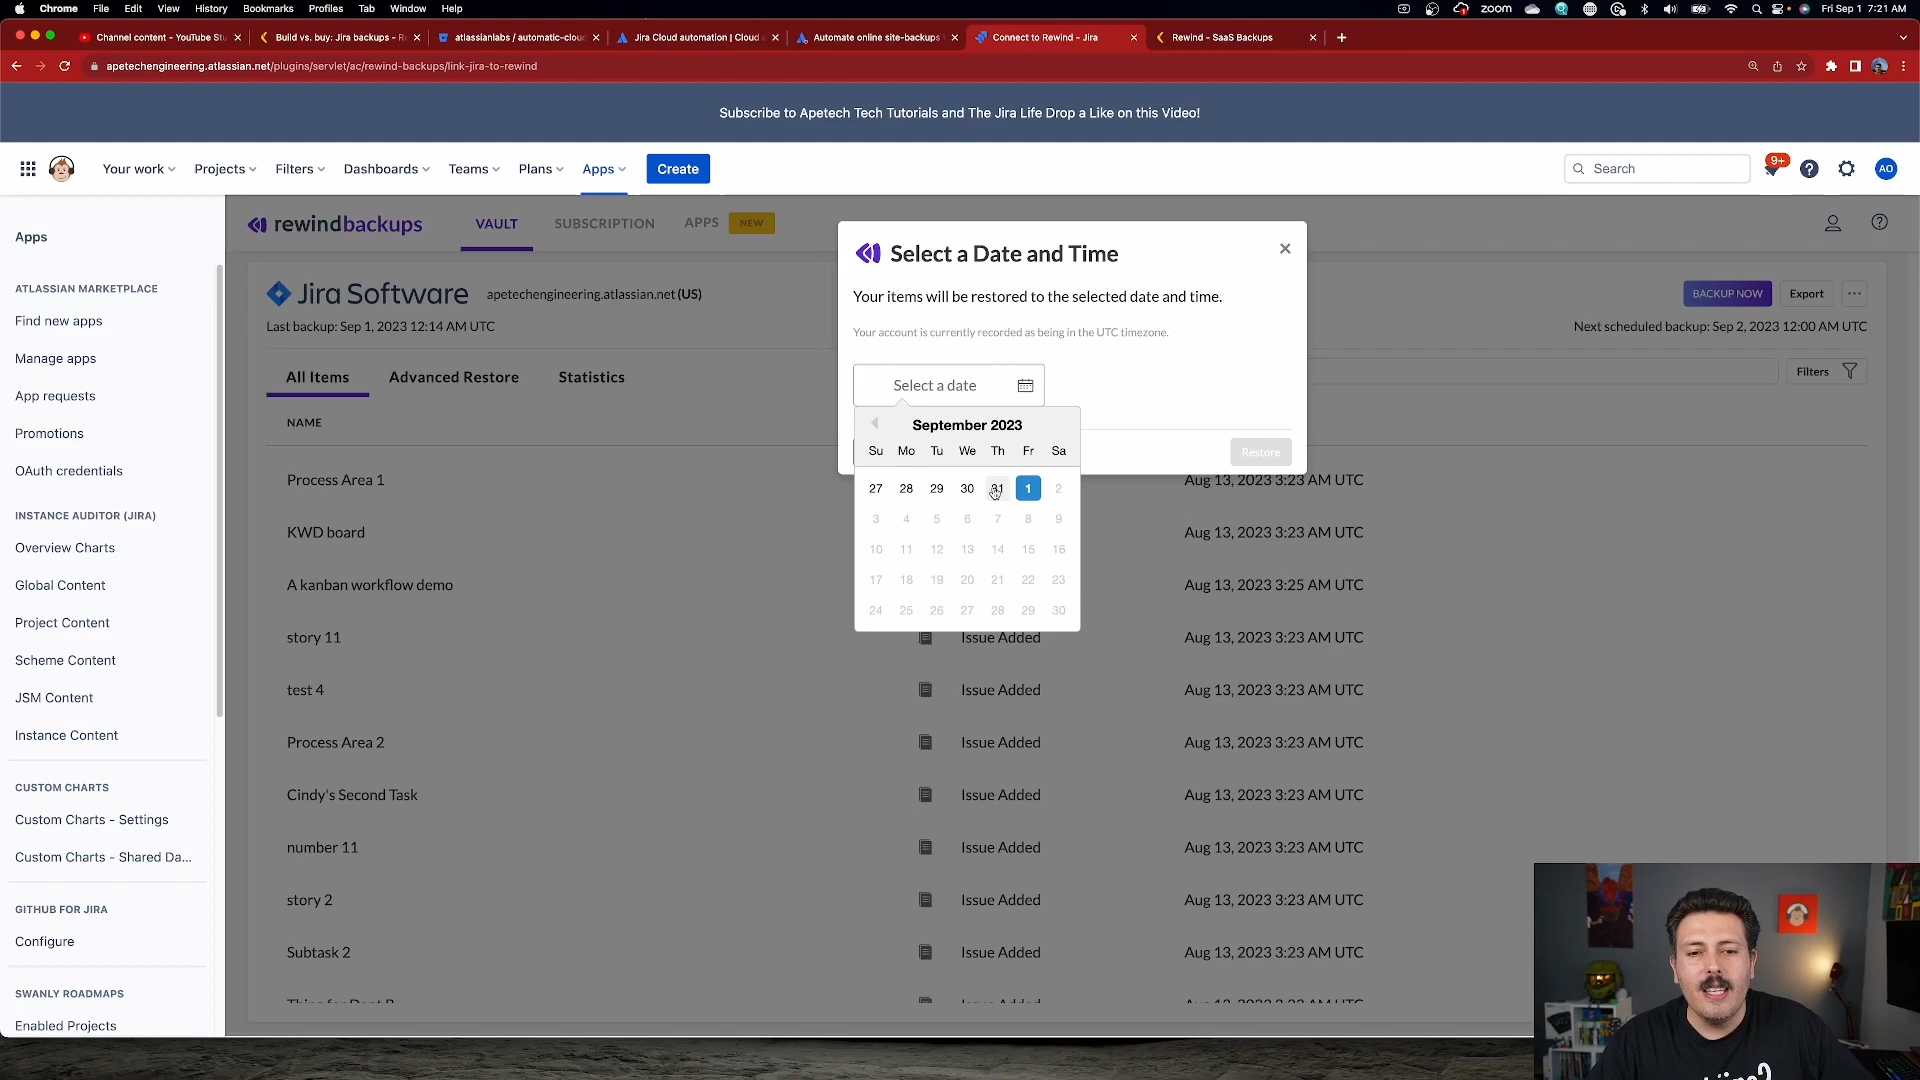 Chrome File Edit View History Bookmarks Profiles Tab Window Help zoom Fri Sep 1 7:21 AM
Channel content - YouTube Stu Build vs. buy: Jira backups - R atlassianlabs / automatic-cloud Jira Cloud automation | Cloud Automate online site-backups Connect to Rewind - Jira Rewind - SaaS Backups
apetechengineering.atlassian.net/plugins/servlet/ac/rewind-backups/link-jira-to-rewind
Subscribe to Apetech Tech Tutorials and The Jira Life Drop a Like on this Video!
Your work Projects Filters Dashboards Teams Plans Apps Create Search 9+ AO
Apps
ATLASSIAN MARKETPLACE
Find new apps
Manage apps
App requests
Promotions
OAuth credentials
INSTANCE AUDITOR (JIRA)
Overview Charts
Global Content
Project Content
Scheme Content
JSM Content
Instance Content
CUSTOM CHARTS
Custom Charts - Settings
Custom Charts - Shared Da...
GITHUB FOR JIRA
Configure
SWANLY ROADMAPS
Enabled Projects
rewindbackups VAULT SUBSCRIPTION APPS NEW
Jira Software apetechengineering.atlassian.net (US) BACKUP NOW Export ...
Last backup: Sep 1, 2023 12:14 AM UTC Next scheduled backup: Sep 2, 2023 12:00 AM UTC
All Items Advanced Restore Statistics Filters
NAME
Process Area 1 Aug 13, 2023 3:23 AM UTC
KWD board Aug 13, 2023 3:23 AM UTC
A kanban workflow demo Aug 13, 2023 3:25 AM UTC
story 11 Issue Added Aug 13, 2023 3:23 AM UTC
test 4 Issue Added Aug 13, 2023 3:23 AM UTC
Process Area 2 Issue Added Aug 13, 2023 3:23 AM UTC
Cindy's Second Task Issue Added Aug 13, 2023 3:23 AM UTC
number 11 Issue Added Aug 13, 2023 3:23 AM UTC
story 2 Issue Added Aug 13, 2023 3:23 AM UTC
Subtask 2 Issue Added Aug 13, 2023 3:23 AM UTC
Select a Date and Time
Your items will be restored to the selected date and time.
Your account is currently recorded as being in the UTC timezone.
Select a date
Restore
September 2023
Su Mo Tu We Th Fr Sa
27 28 29 30 31 1 2
3 4 5 6 7 8 9
10 11 12 13 14 15 16
17 18 19 20 21 22 23
24 25 26 27 28 29 30